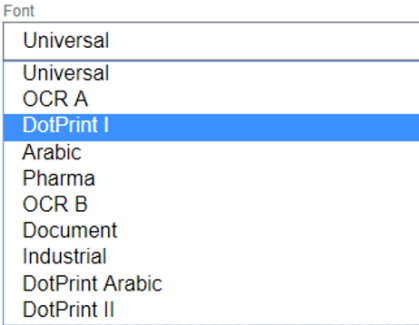 Font
Universal
Universal
OCR A
DotPrint I
Arabic
Pharma
OCR B
Document
Industrial
DotPrint Arabic
DotPrint II